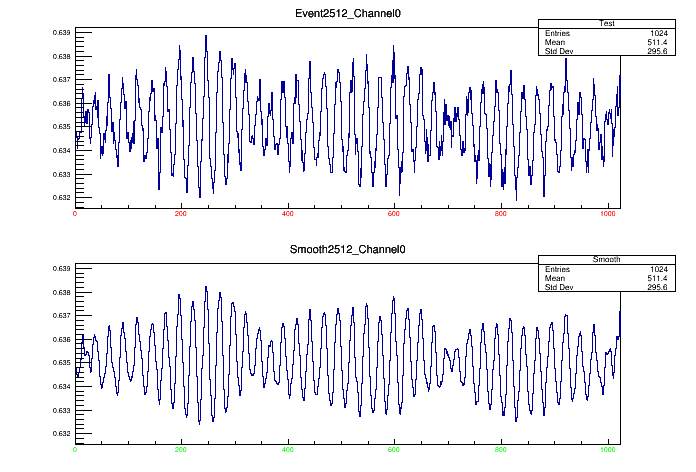 Event2512_Channel0
Test
Entries 1024
Mean 511.4
Std Dev 295.6
0.639
0.638
0.637
0.636
0.635
0.634
0.633
0.632
0 200 400 600 800 1000
Smooth2512_Channel0
Smooth
Entries 1024
Mean 511.4
Std Dev 295.6
0.639
0.638
0.637
0.636
0.635
0.634
0.633
0.632
0 200 400 600 800 1000